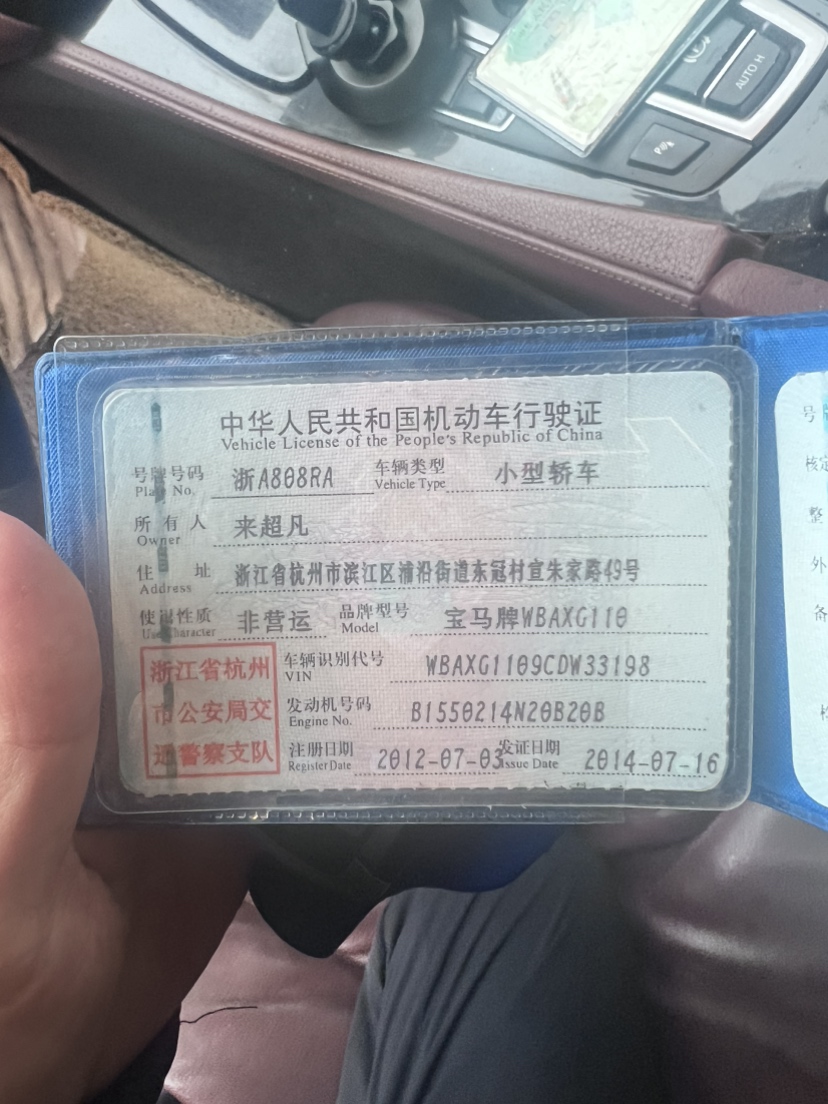 AUTO H
P
中华人民共和国机动车行驶证
Vehicle License of the People's Republic of China
号牌号码 浙A808RA 车辆类型 小型轿车
Plate No. Vehicle Type
所有人 来超凡
Owner
住址 浙江省杭州市滨江区浦沿街道东冠村宣朱家路49号
Address
使用性质 非营运 品牌型号 宝马牌WBAXG110
Use Character Model
浙江省杭州
市公安局交
通警察支队
车辆识别代号 WBAXG1109CDW33198
VIN
发动机号码 B1550214N20B20B
Engine No.
注册日期 2012-07-03 发证日期 2014-07-16
Register Date Issue Date
号
核定
整
外
备
检